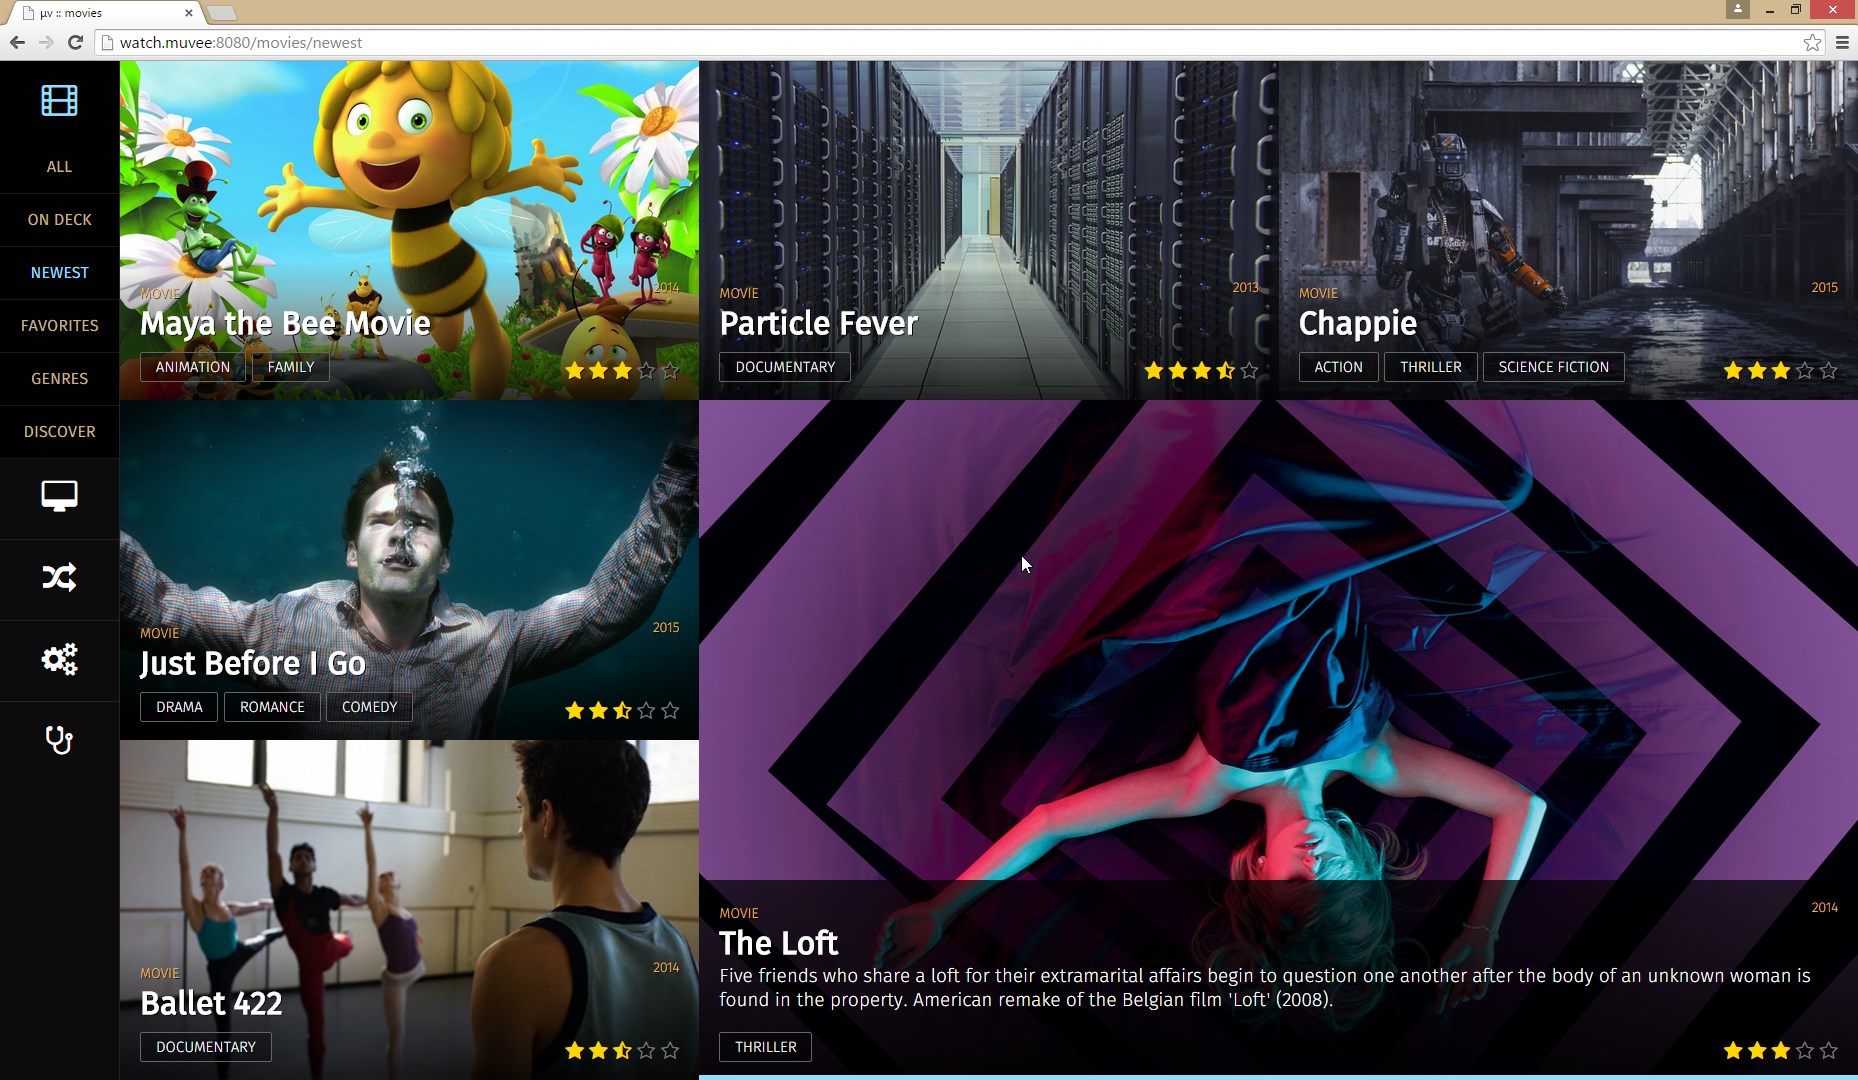 µv :: movies
watch.muvee:8080/movies/newest
ALL
ON DECK
NEWEST
FAVORITES
GENRES
DISCOVER
MOVIE
2014
Maya the Bee Movie
ANIMATION
FAMILY
MOVIE
2013
Particle Fever
DOCUMENTARY
MOVIE
2015
Chappie
ACTION
THRILLER
SCIENCE FICTION
MOVIE
2015
Just Before I Go
DRAMA
ROMANCE
COMEDY
MOVIE
2014
Ballet 422
DOCUMENTARY
MOVIE
2014
The Loft
Five friends who share a loft for their extramarital affairs begin to question one another after the body of an unknown woman is
found in the property. American remake of the Belgian film 'Loft' (2008).
THRILLER